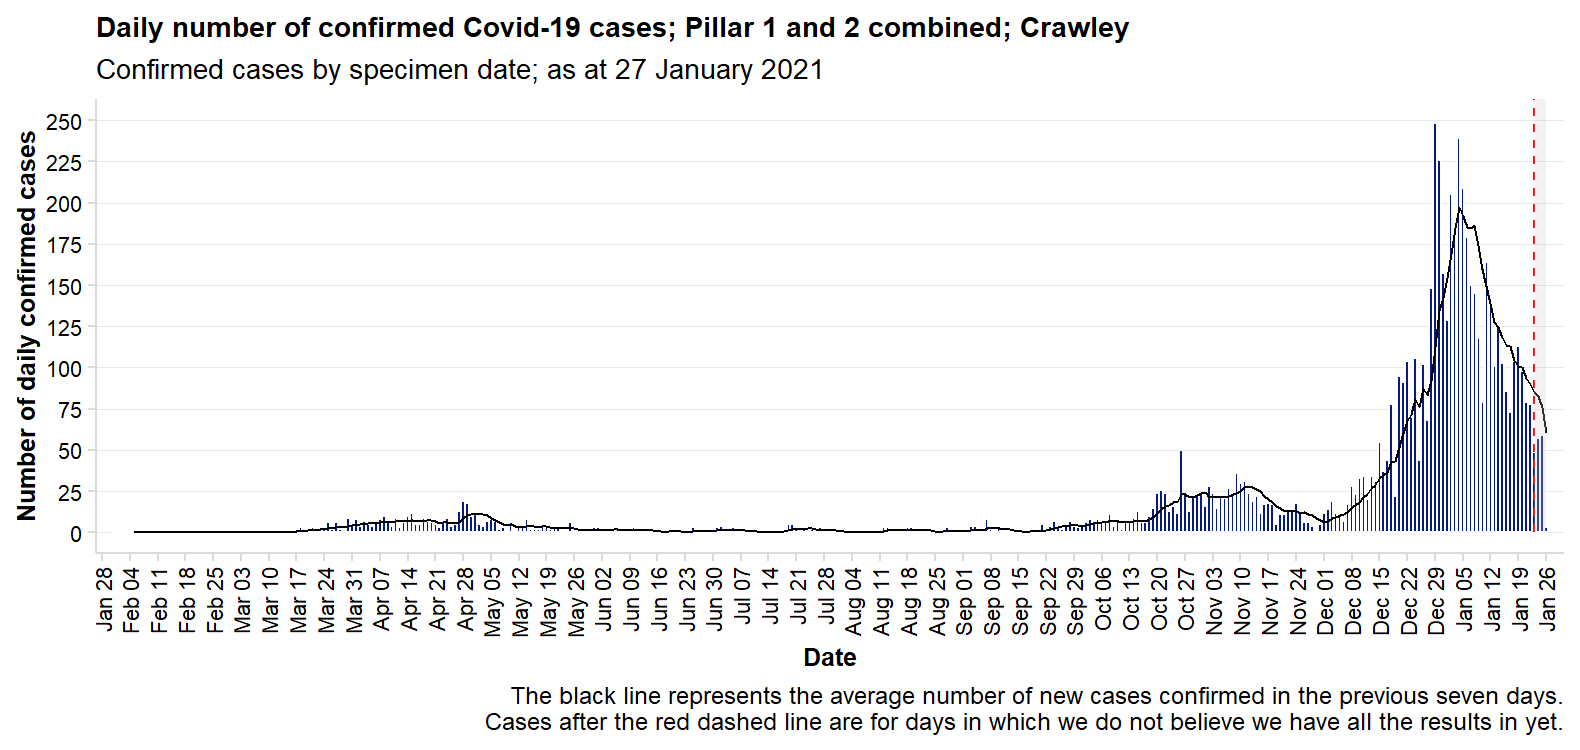 Daily number of confirmed Covid-19 cases; Pillar 1 and 2 combined; Crawley
Confirmed cases by specimen date; as at 27 January 2021
Number of daily confirmed cases
250
225
200
175
150
125
100
75
50
25
0
Jan 28
Feb 04
Feb 11
Feb 18
Feb 25
Mar 03
Mar 10
Mar 17
Mar 24
Mar 31
Apr 07
Apr 14
Apr 21
Apr 28
May 05
May 12
May 19
May 26
Jun 02
Jun 09
Jun 16
Jun 23
Jun 30
Jul 07
Jul 14
Jul 21
Jul 28
Aug 04
Aug 11
Aug 18
Aug 25
Sep 01
Sep 08
Sep 15
Sep 22
Sep 29
Oct 06
Oct 13
Oct 20
Oct 27
Nov 03
Nov 10
Nov 17
Nov 24
Dec 01
Dec 08
Dec 15
Dec 22
Dec 29
Jan 05
Jan 12
Jan 19
Jan 26
Date
The black line represents the average number of new cases confirmed in the previous seven days.
Cases after the red dashed line are for days in which we do not believe we have all the results in yet.